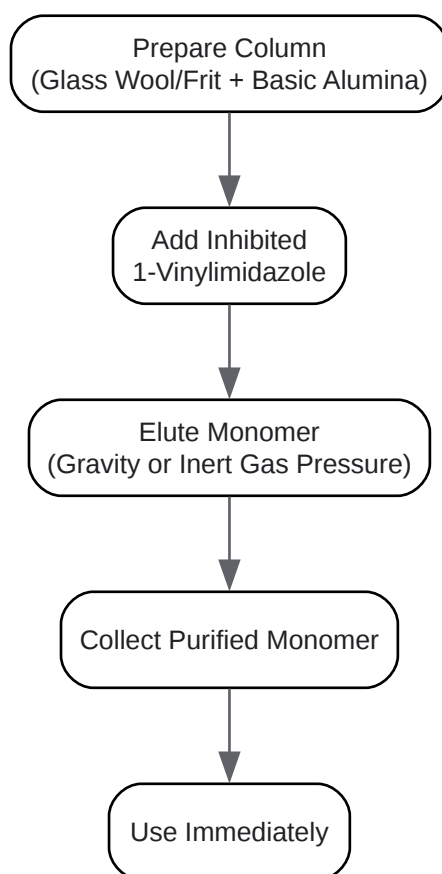 Prepare Column
(Glass Wool/Frit + Basic Alumina)
Add Inhibited
1-Vinylimidazole
Elute Monomer
(Gravity or Inert Gas Pressure)
Collect Purified Monomer
Use Immediately